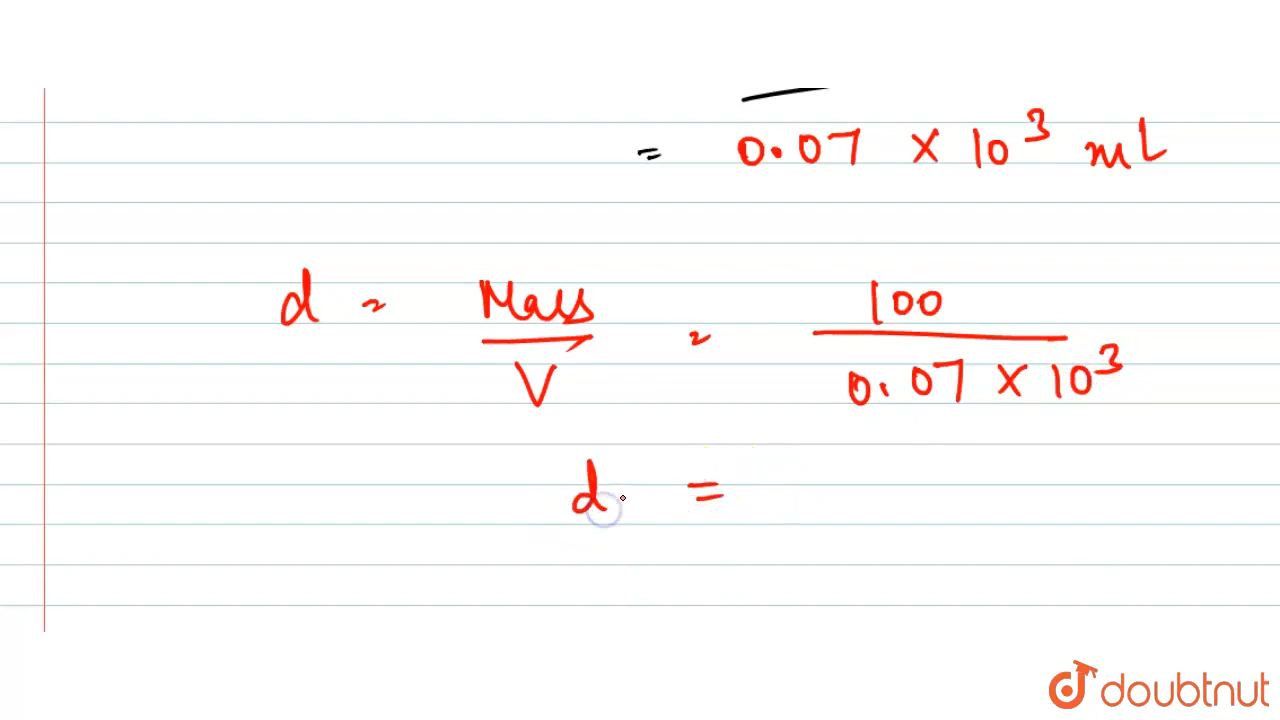 = 0.07 × 10³ mL
d = Mass / V = 100 / 0.07 × 10³
d =
doubtnut